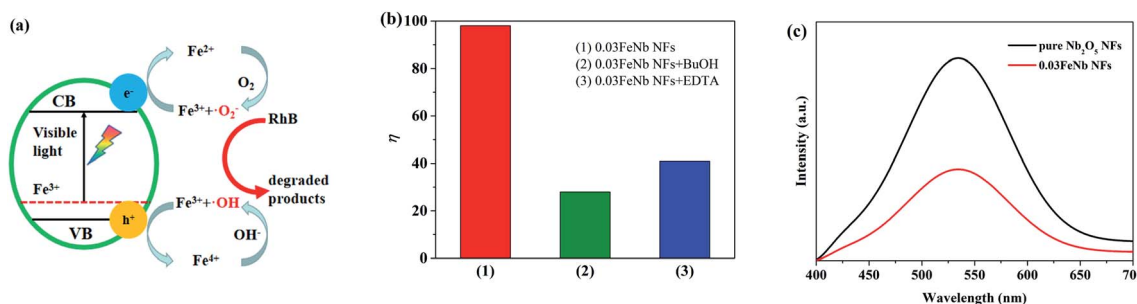 (a)
Fe²⁺
O₂
e⁻
CB
Fe³⁺+·O₂⁻
Visible
light
RhB
Fe³⁺
degraded
products
Fe³⁺+·OH
h⁺
VB
OH⁻
Fe⁴⁺
(b)
100
80
60
40
20
0
η
(1) 0.03FeNb NFs
(2) 0.03FeNb NFs+BuOH
(3) 0.03FeNb NFs+EDTA
(1)
(2)
(3)
(c)
pure Nb₂O₅ NFs
0.03FeNb NFs
Intensity (a.u.)
400 450 500 550 600 650 70
Wavelength (nm)